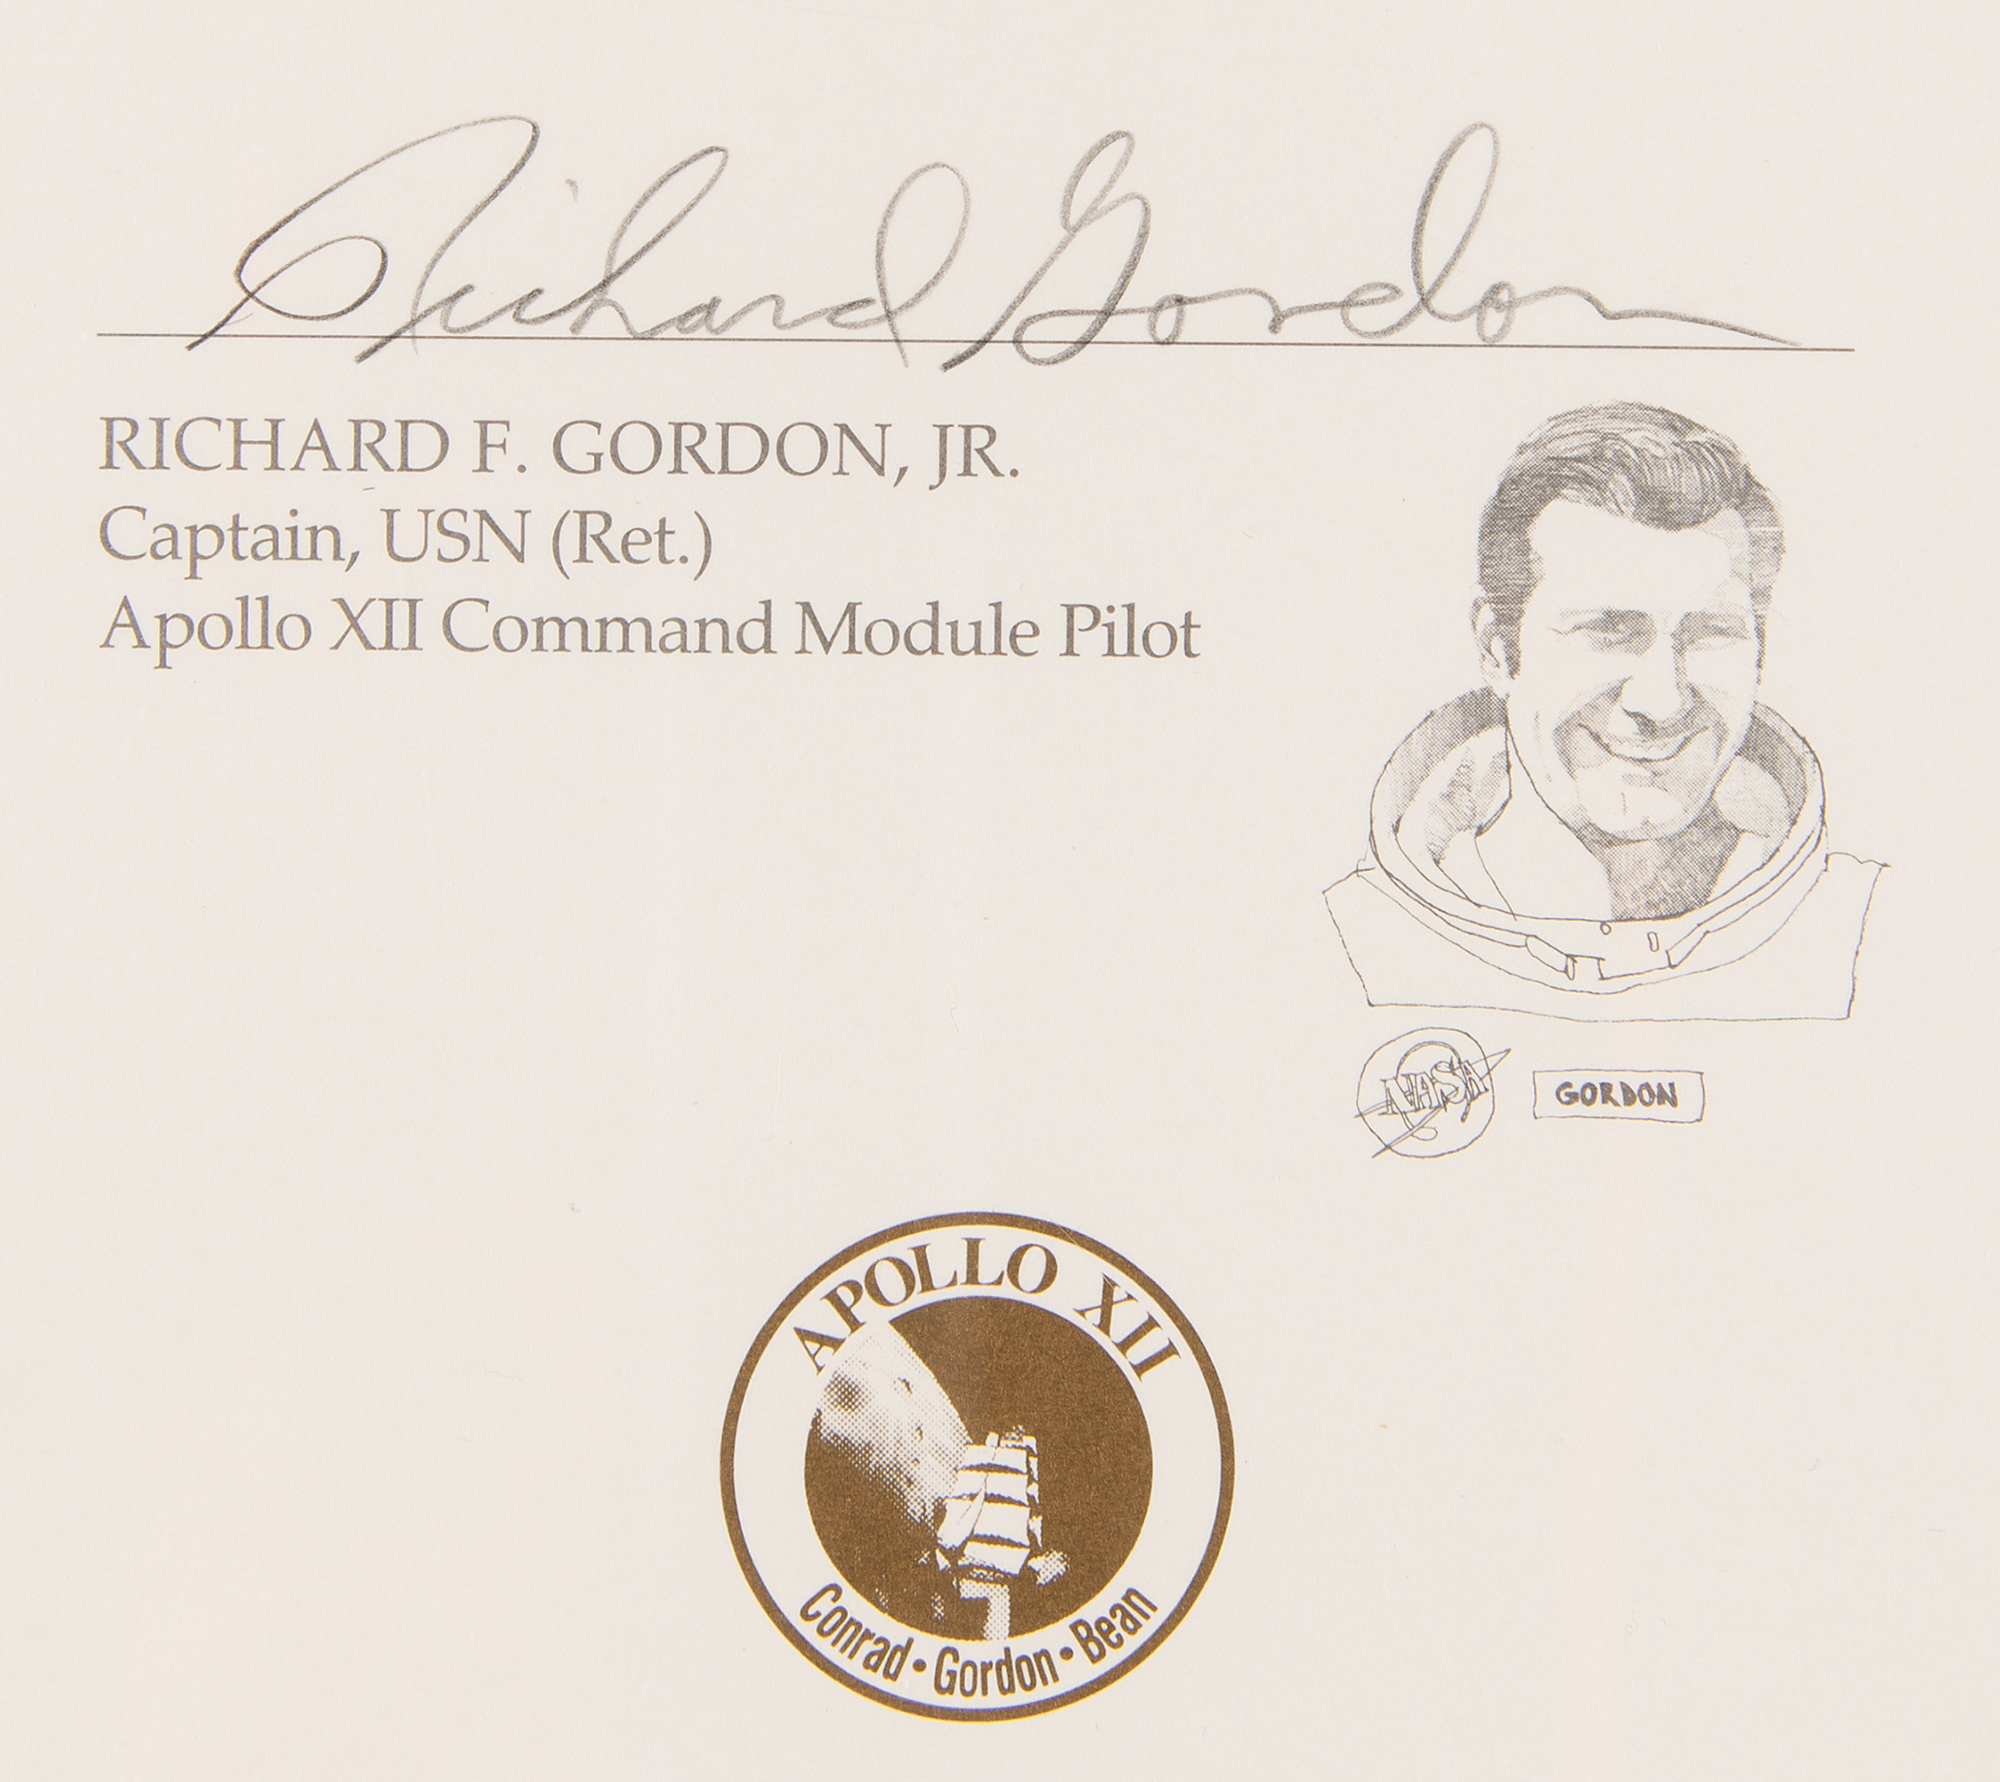 Richard Gordon
RICHARD F. GORDON, JR.
Captain, USN (Ret.)
Apollo XII Command Module Pilot
NASA
GORDON
APOLLO XII
Conrad • Gordon • Bean